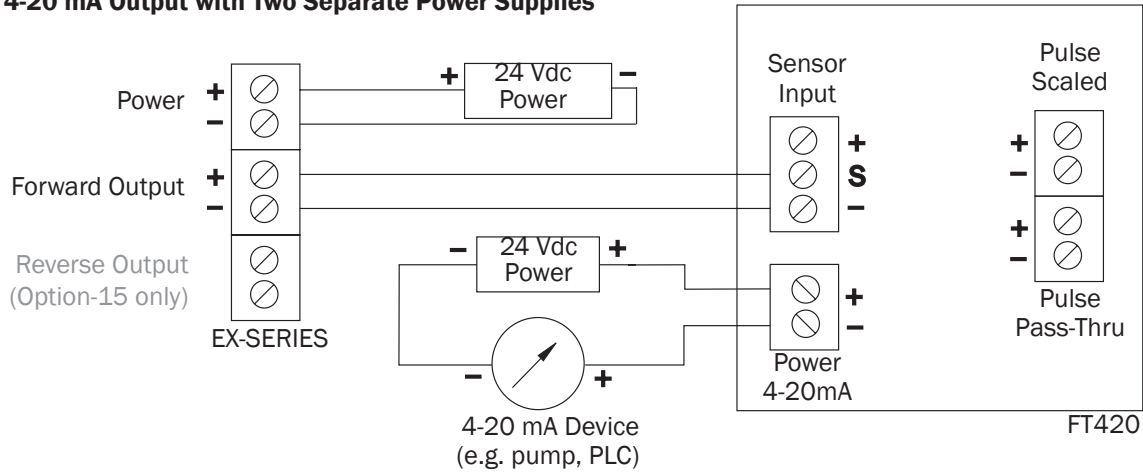 4-20 mA Output with Two Separate Power Supplies
Power
+
−
+
24 Vdc
Power
−
Forward Output
+
−
Reverse Output
(Option-15 only)
EX-SERIES
−
24 Vdc
Power
+
−
+
4-20 mA Device
(e.g. pump, PLC)
Sensor
Input
+
S
−
+
−
Power
4-20mA
Pulse
Scaled
+
−
+
−
Pulse
Pass-Thru
FT420